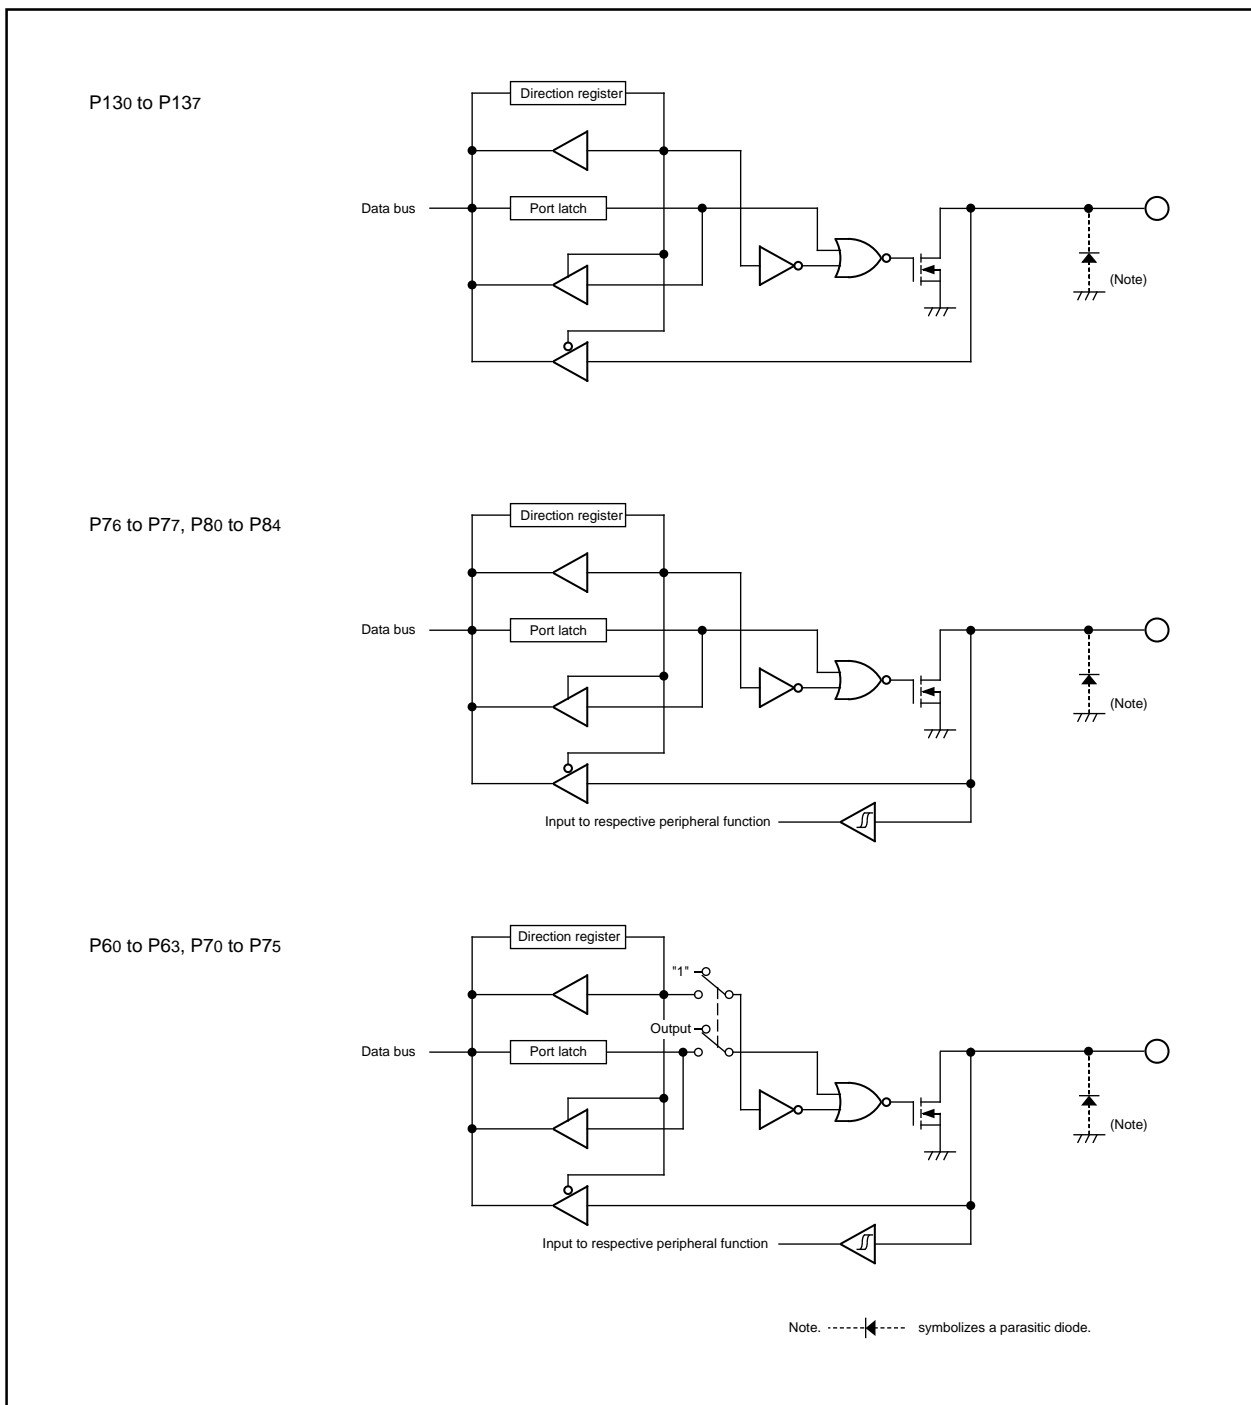 P130 to P137
Direction register
Data bus
Port latch
(Note)
P76 to P77, P80 to P84
Direction register
Data bus
Port latch
(Note)
Input to respective peripheral function
P60 to P63, P70 to P75
Direction register
"1"
Output
Data bus
Port latch
(Note)
Input to respective peripheral function
Note. symbolizes a parasitic diode.